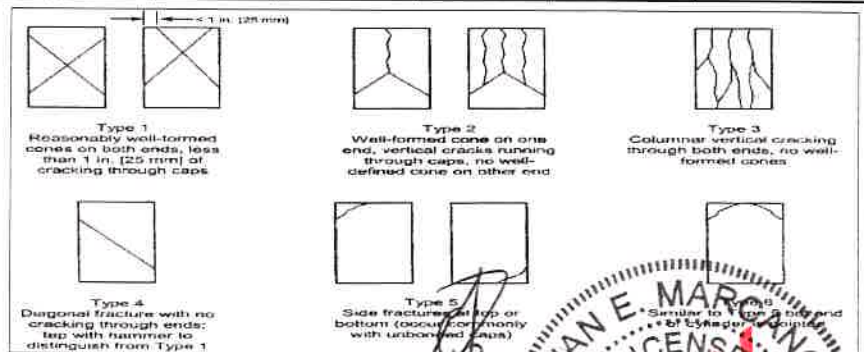 < 1 in. [25 mm]
Type 1
Reasonably well-formed
cones on both ends, less
than 1 in. [25 mm] of
cracking through caps
Type 2
Well-formed cone on one
end, vertical cracks running
through caps, no well-
defined cone on other end
Type 3
Columnar vertical cracking
through both ends, no well-
formed cones
Type 4
Diagonal fracture with no
cracking through ends;
tap with hammer to
distinguish from Type 1
Type 5
Side fractures at top or
bottom (occur commonly
with unbonded caps)
Type 6
Similar to Type 5 but end
of cylinder is pointed
AN E. MAR
CENS